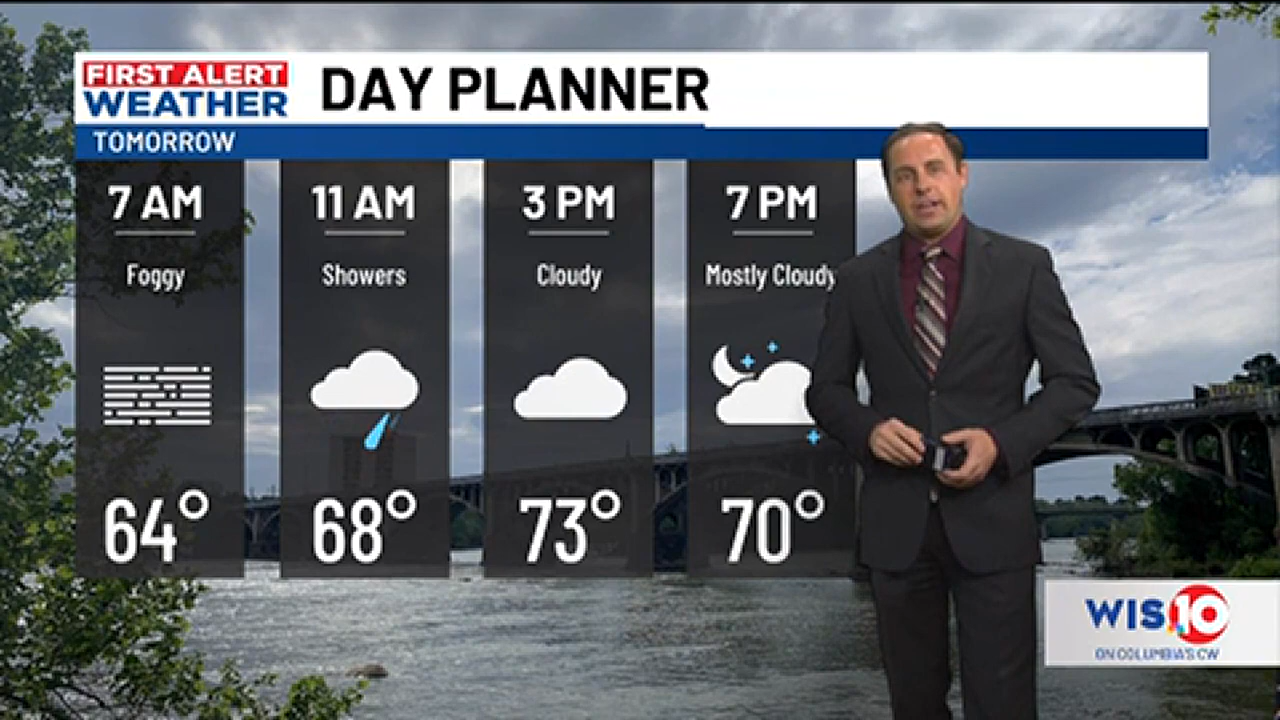 FIRST ALERT
WEATHER
DAY PLANNER
TOMORROW
7 AM
Foggy
64°
11 AM
Showers
68°
3 PM
Cloudy
73°
7 PM
Mostly Cloudy
70°
WIS10
ON COLUMBIA'S CW